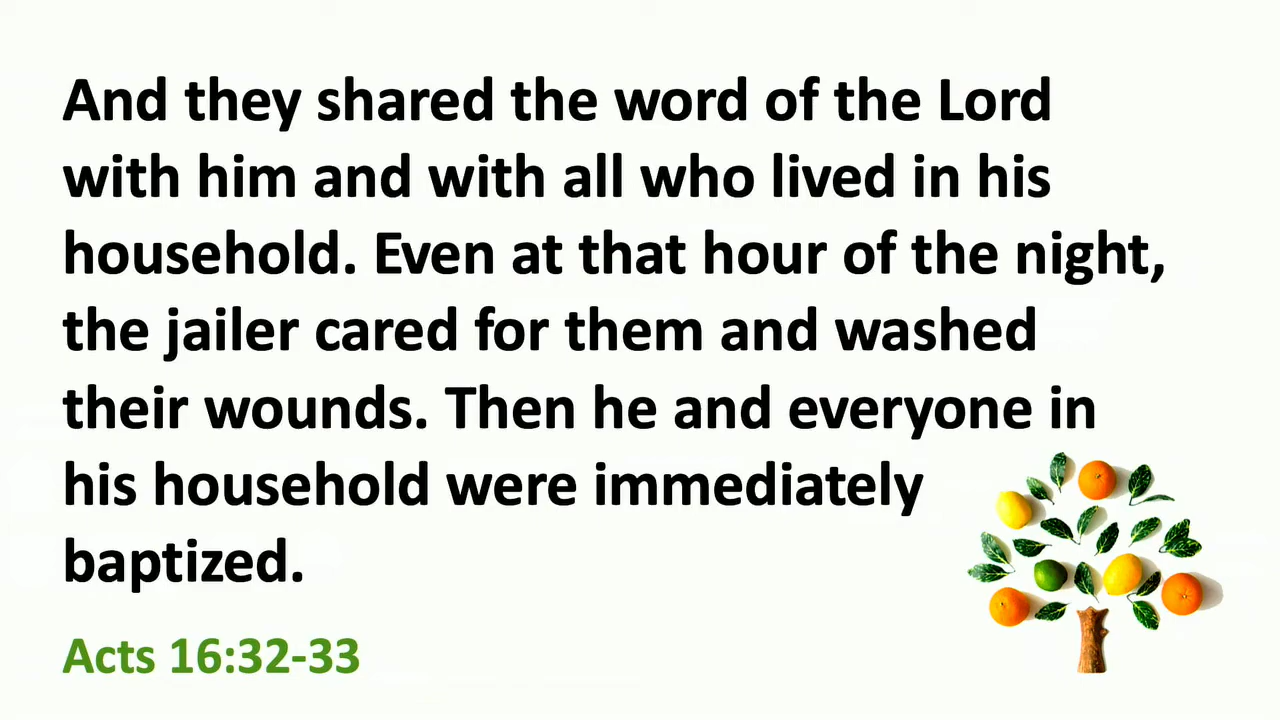 And they shared the word of the Lord
with him and with all who lived in his
household. Even at that hour of the night,
the jailer cared for them and washed
their wounds. Then he and everyone in
his household were immediately
baptized.
Acts 16:32-33